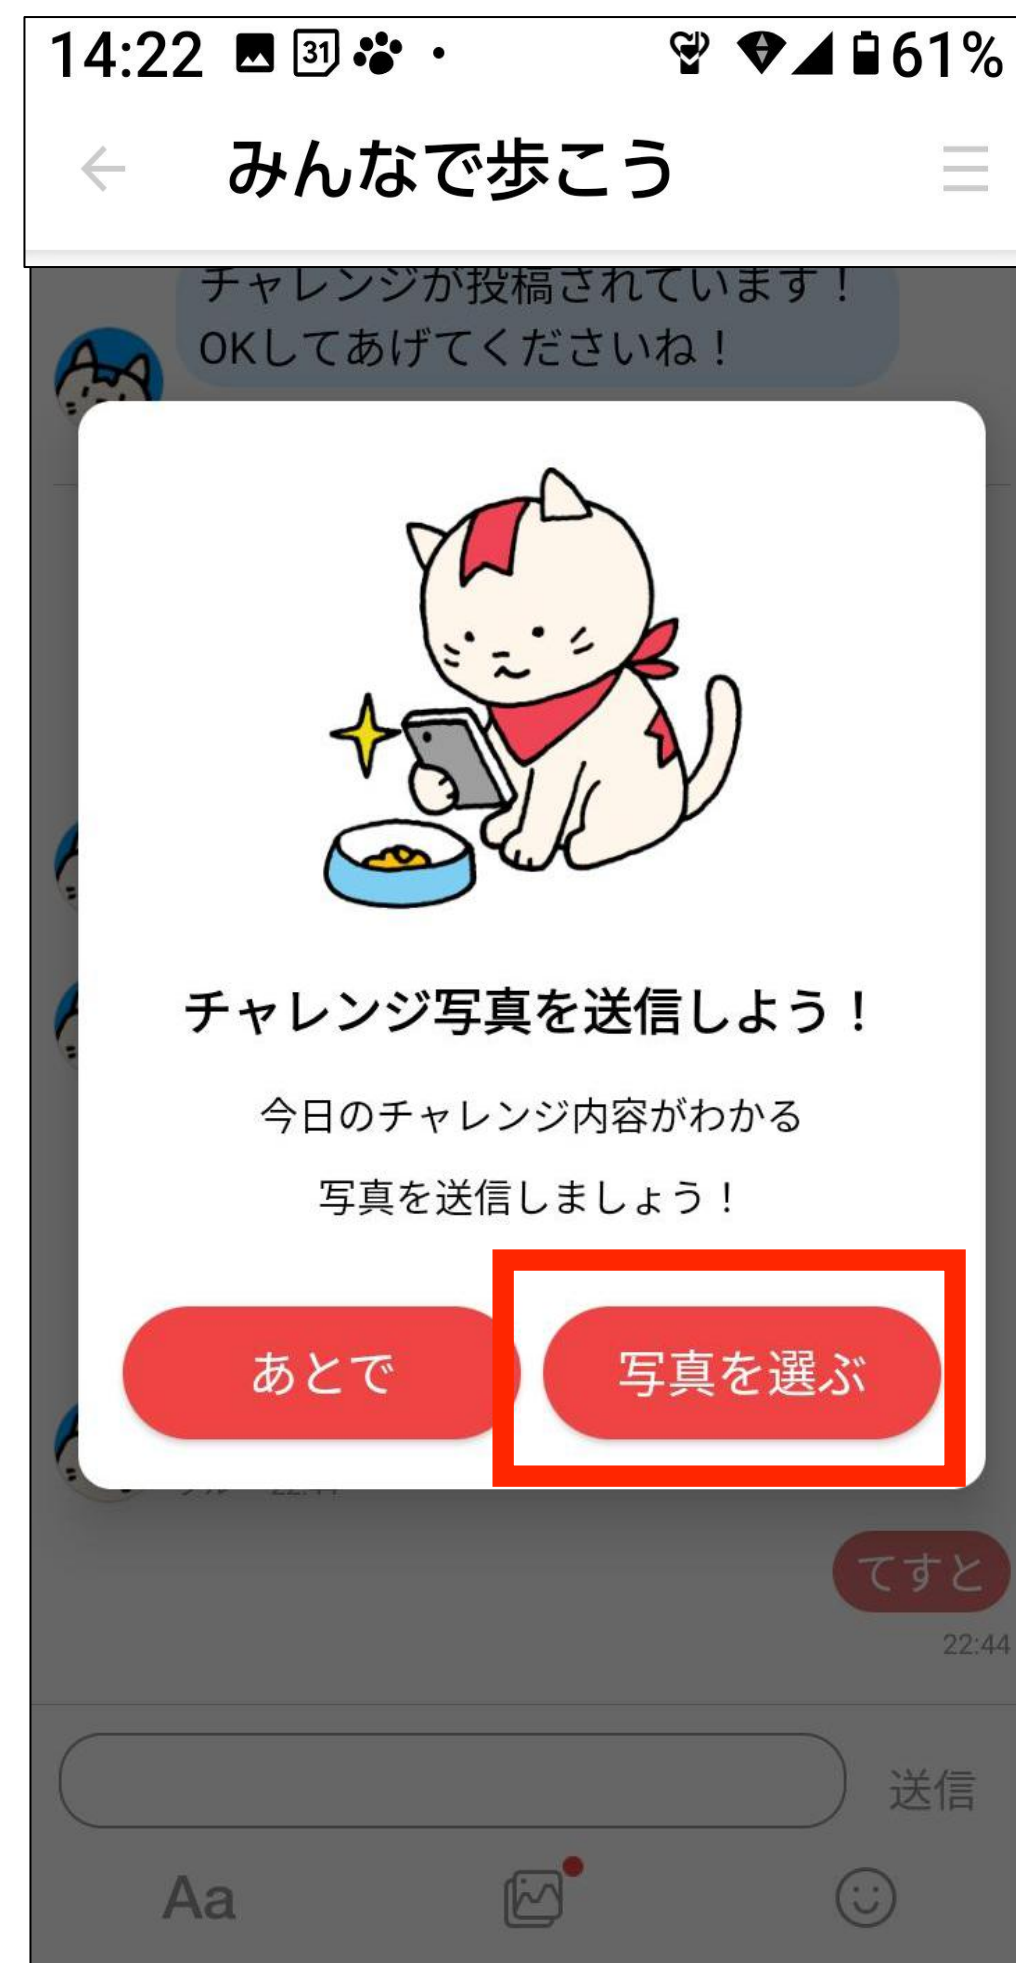 14:22 31 61%
みんなで歩こう
チャレンジが投稿されています！
OKしてあげてくださいね！
チャレンジ写真を送信しよう！
今日のチャレンジ内容がわかる
写真を送信しましょう！
あとで 写真を選ぶ
てすと
22:44
送信
Aa